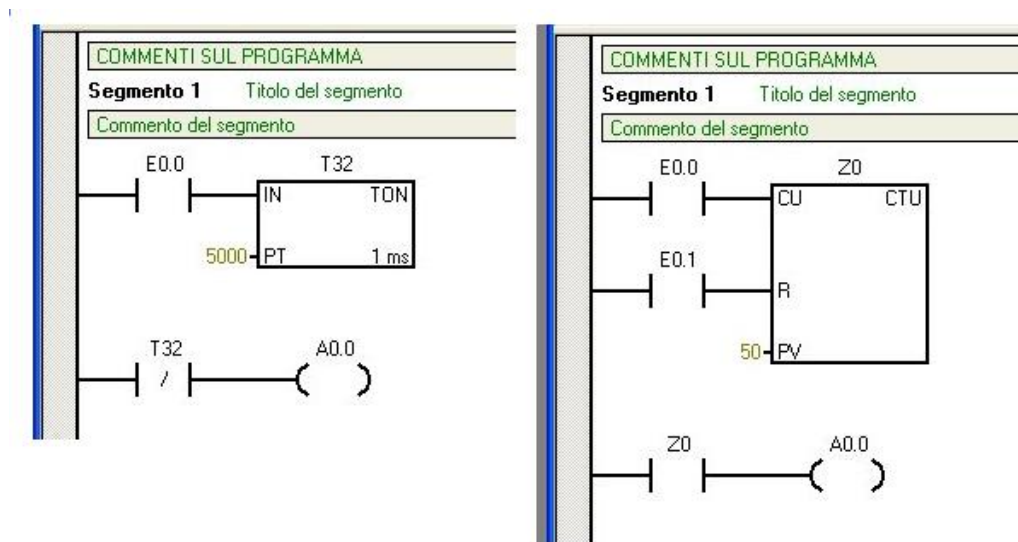 COMMENTI SUL PROGRAMMA
Segmento 1 Titolo del segmento
Commento del segmento
E0.0 T32
IN TON
5000 PT 1 ms
T32 A0.0
/
COMMENTI SUL PROGRAMMA
Segmento 1 Titolo del segmento
Commento del segmento
E0.0 Z0
CU CTU
E0.1
R
50 PV
Z0 A0.0